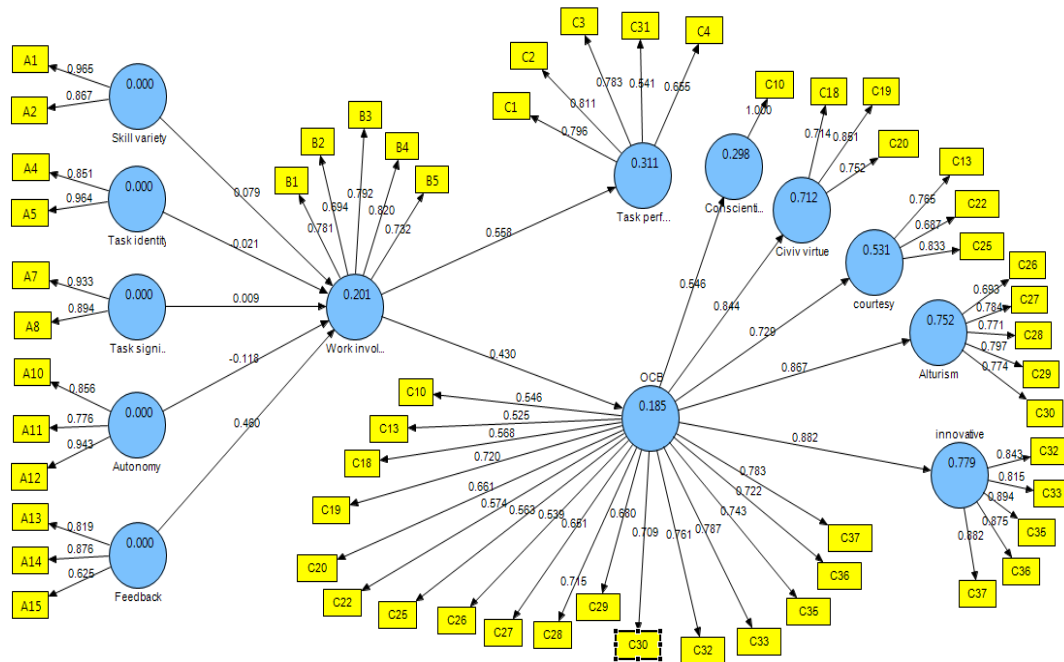 A1
0.965
A2
0.867
0.000
Skill variety
A4
0.851
A5
0.964
0.000
Task identity
A7
0.933
A8
0.894
0.000
Task signi..
A10
0.856
A11
0.776
A12
0.943
0.000
Autonomy
A13
0.819
A14
0.876
A15
0.625
0.000
Feedback
0.079
0.021
0.009
-0.118
0.460
B1
0.781
B2
0.694
B3
0.792
B4
0.820
B5
0.732
0.201
Work invol..
0.558
0.430
C1
0.796
C2
0.811
C3
0.783
C31
0.541
C4
0.655
0.311
Task perf...
C10
1.000
0.298
Conscienti..
C18
0.714
C19
0.851
C20
0.752
0.712
Civiv virtue
C13
0.765
C22
0.687
C25
0.833
0.531
courtesy
C26
0.693
C27
0.784
C28
0.771
C29
0.797
C30
0.774
0.752
Alturism
innovative
0.779
C32
0.843
C33
0.815
C35
0.894
C36
0.875
C37
0.882
0.546
0.844
0.729
0.867
0.882
OCB
0.185
C10
0.546
C13
0.525
C18
0.568
C19
0.720
C20
0.661
C22
0.574
C25
0.563
C26
0.539
C27
0.651
C28
0.715
C29
0.680
C30
0.709
C32
0.761
C33
0.787
C35
0.743
C36
0.722
C37
0.783